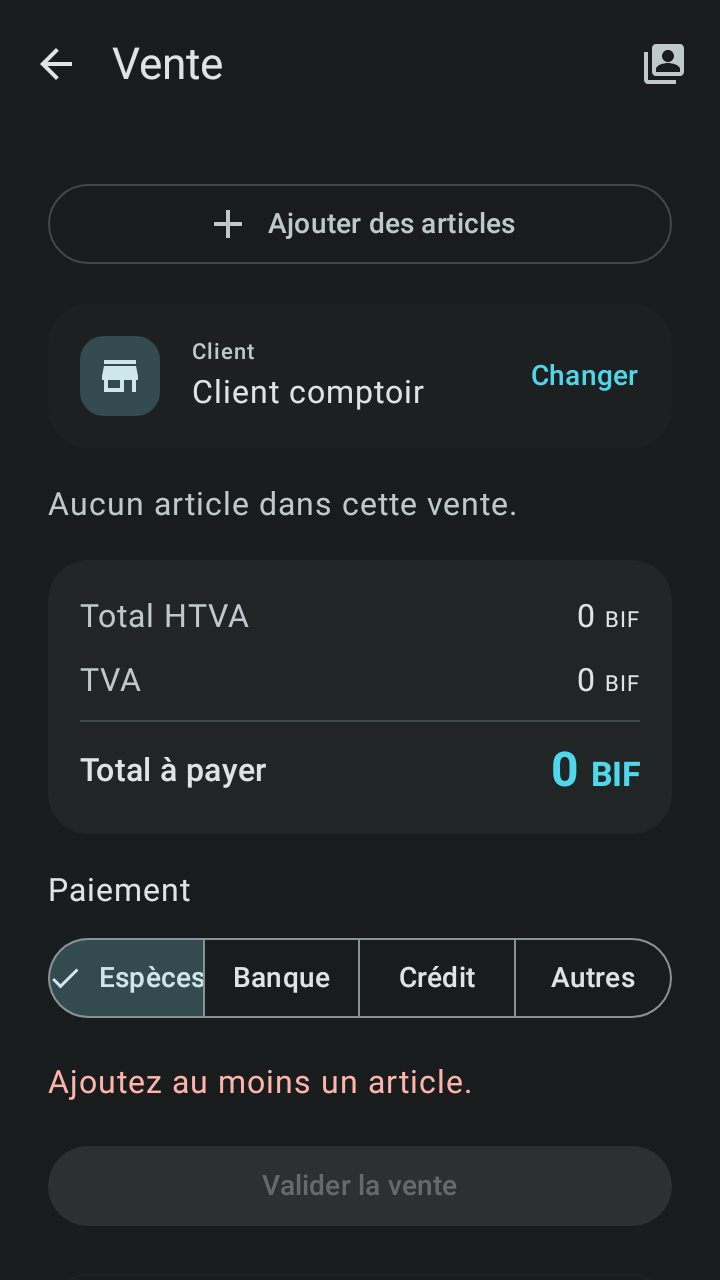 Vente
Ajouter des articles
Client
Client comptoir
Changer
Aucun article dans cette vente.
Total HTVA 0 BIF
TVA 0 BIF
Total à payer 0 BIF
Paiement
Espèces Banque Crédit Autres
Ajoutez au moins un article.
Valider la vente